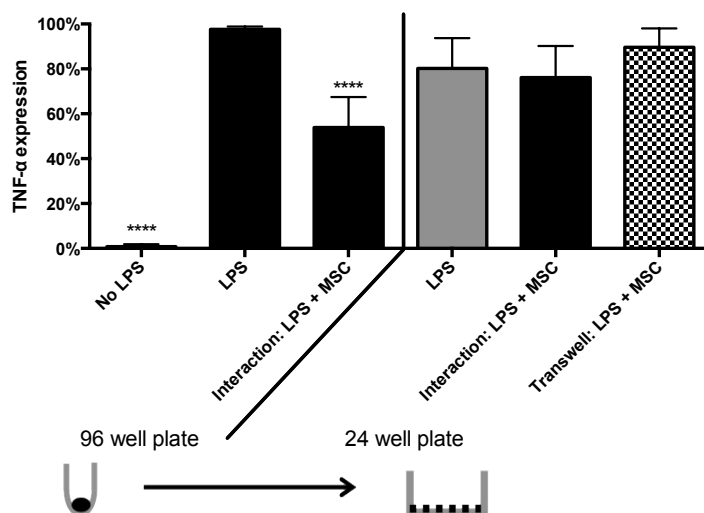 TNF-α expression
100%
80%
60%
40%
20%
0%
****
****
No LPS
LPS
Interaction: LPS + MSC
LPS
Interaction: LPS + MSC
Transwell: LPS + MSC
96 well plate
24 well plate